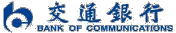 交通銀行
BANK OF COMMUNICATIONS